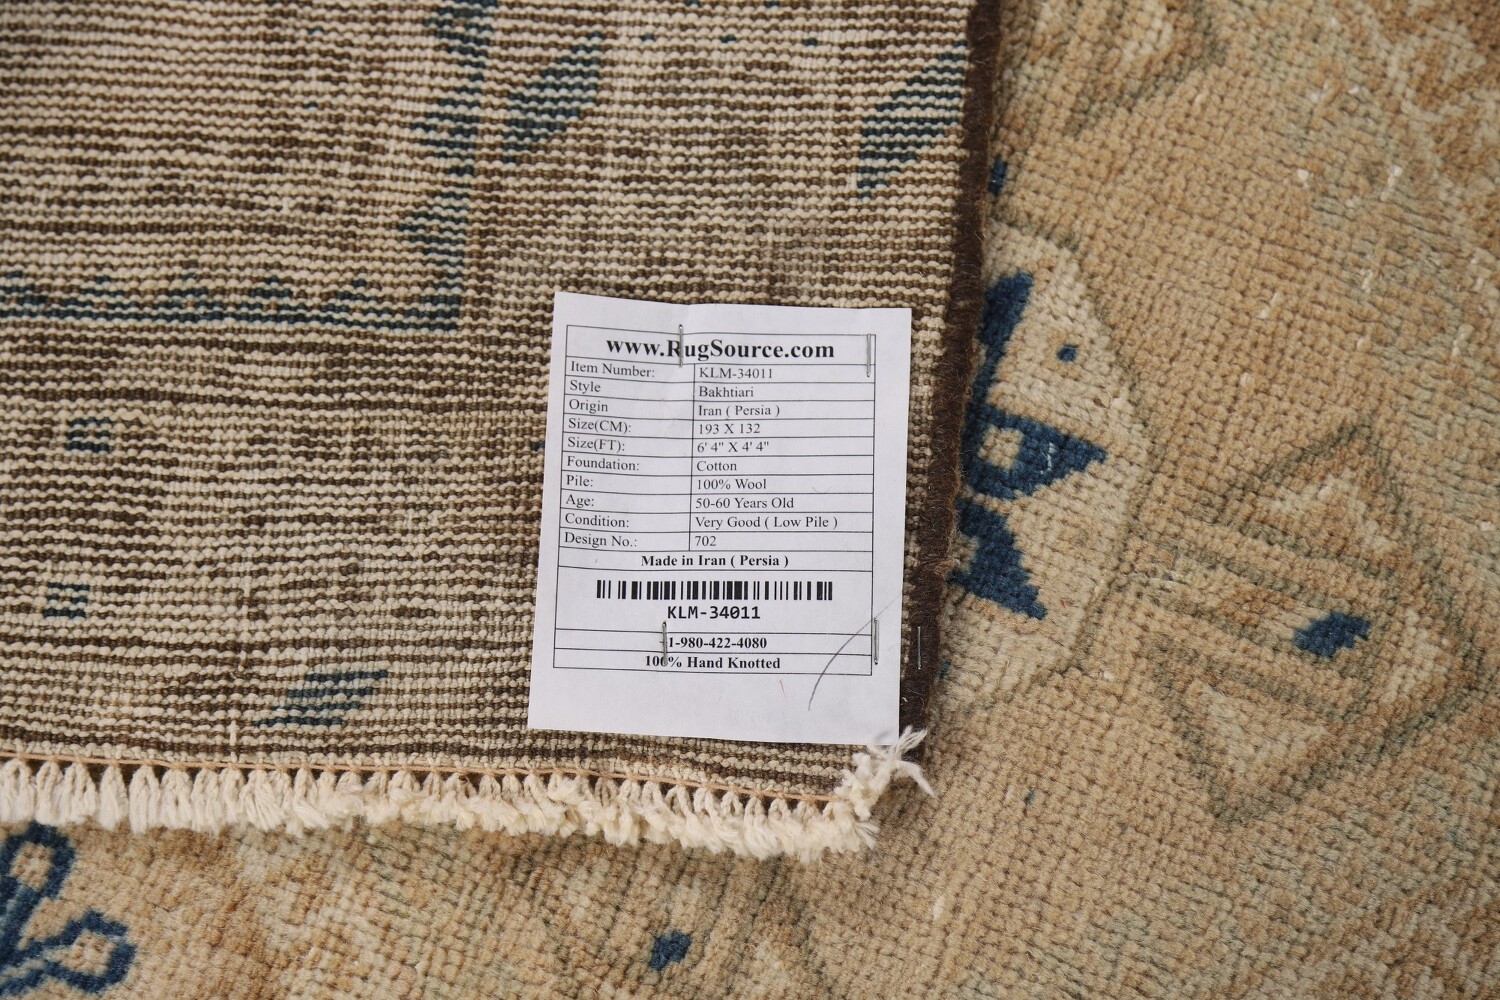 www.RugSource.com
Item Number: KLM-34011
Style Bakhtiari
Origin Iran ( Persia )
Size(CM): 193 X 132
Size(FT): 6' 4" X 4' 4"
Foundation: Cotton
Pile: 100% Wool
Age: 50-60 Years Old
Condition: Very Good ( Low Pile )
Design No.: 702
Made in Iran ( Persia )
KLM-34011
1-980-422-4080
100% Hand Knotted